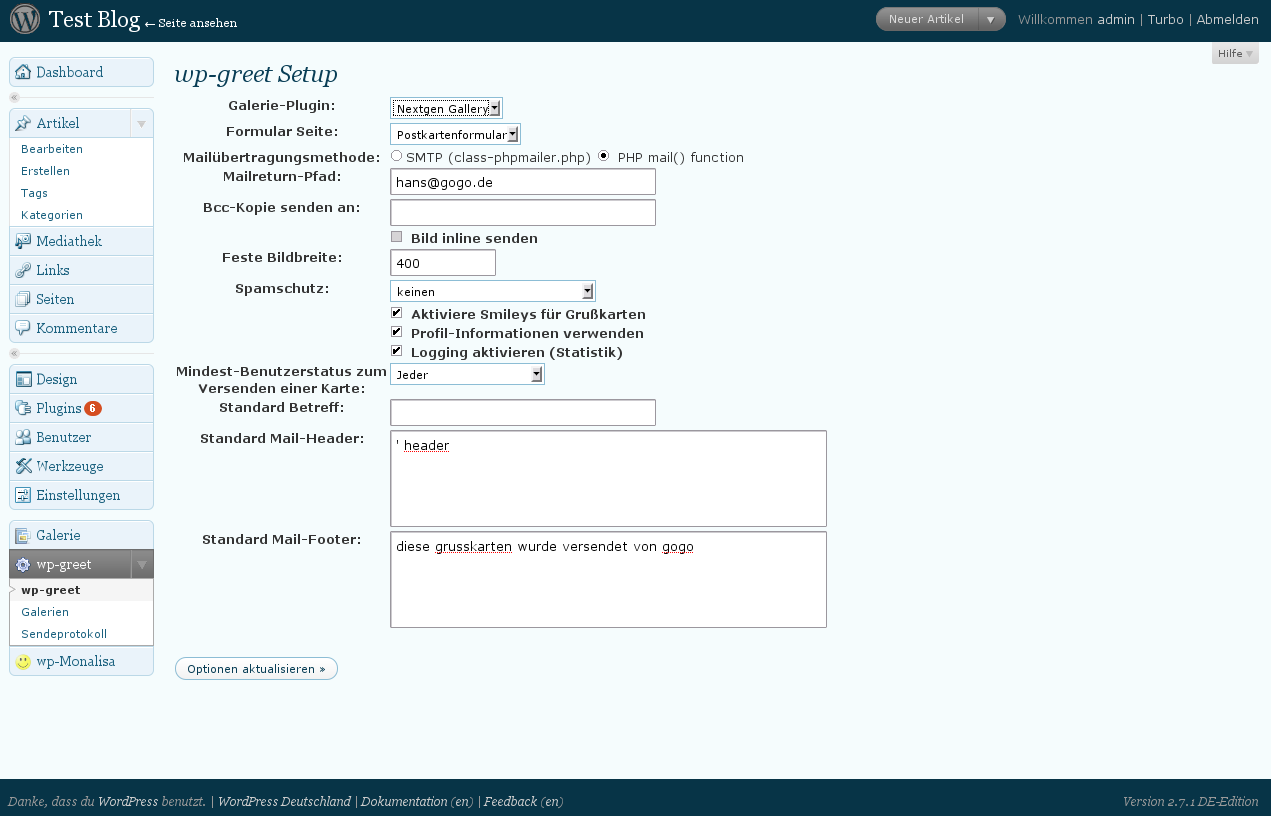 Test Blog ← Seite ansehen
Neuer Artikel
Willkommen admin | Turbo | Abmelden
Hilfe
Dashboard
Artikel
Bearbeiten
Erstellen
Tags
Kategorien
Mediathek
Links
Seiten
Kommentare
Design
Plugins 6
Benutzer
Werkzeuge
Einstellungen
Galerie
wp-greet
wp-greet
Galerien
Sendeprotokoll
wp-Monalisa
wp-greet Setup
Galerie-Plugin: Nextgen Gallery
Formular Seite: Postkartenformular
Mailübertragungsmethode: SMTP (class-phpmailer.php) PHP mail() function
Mailreturn-Pfad: hans@gogo.de
Bcc-Kopie senden an:
Bild inline senden
Feste Bildbreite: 400
Spamschutz: keinen
Aktiviere Smileys für Grußkarten
Profil-Informationen verwenden
Logging aktivieren (Statistik)
Mindest-Benutzerstatus zum
Versenden einer Karte: Jeder
Standard Betreff:
Standard Mail-Header: ' header
Standard Mail-Footer: diese grusskarten wurde versendet von gogo
Optionen aktualisieren »
Danke, dass du WordPress benutzt. | WordPress Deutschland | Dokumentation (en) | Feedback (en)
Version 2.7.1 DE-Edition